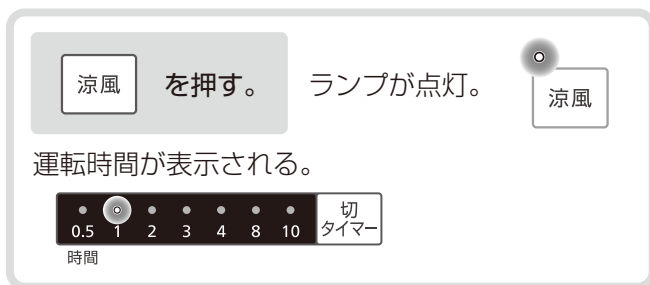 涼風 を押す。 ランプが点灯。 涼風
運転時間が表示される。
0.5 1 2 3 4 8 10 切タイマー
時間